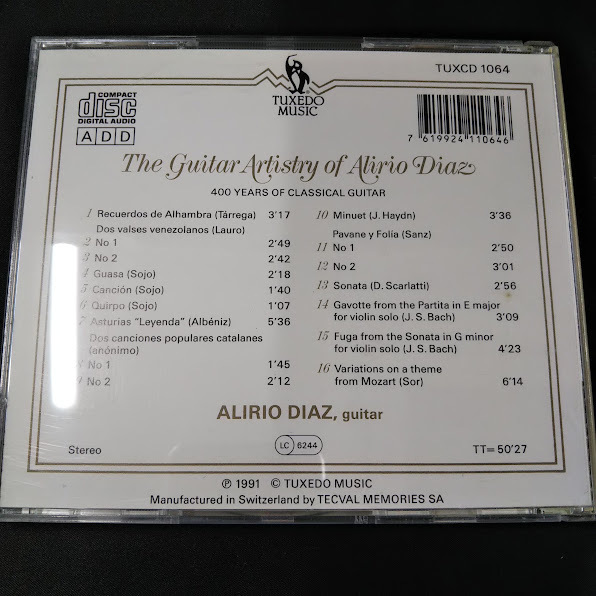 TUXCD 1064
COMPACT
disc
DIGITAL AUDIO
ADD
TUXEDO
MUSIC
7 619924 110646
The Guitar Artistry of Alirio Diaz
400 YEARS OF CLASSICAL GUITAR
1 Recuerdos de Alhambra (Tárrega) 3'17
Dos valses venezolanos (Lauro)
2 No 1 2'49
3 No 2 2'42
4 Guasa (Sojo) 2'18
5 Canción (Sojo) 1'40
6 Quirpo (Sojo) 1'07
7 Asturias "Leyenda" (Albéniz) 5'36
Dos canciones populares catalanes
(anónimo)
8 No 1 1'45
9 No 2 2'12
10 Minuet (J. Haydn) 3'36
Pavane y Folía (Sanz)
11 No 1 2'50
12 No 2 3'01
13 Sonata (D. Scarlatti) 2'56
14 Gavotte from the Partita in E major
for violin solo (J. S. Bach) 3'09
15 Fuga from the Sonata in G minor
for violin solo (J. S. Bach) 4'23
16 Variations on a theme
from Mozart (Sor) 6'14
ALIRIO DIAZ, guitar
Stereo
LC 6244
TT= 50'27
℗ 1991 © TUXEDO MUSIC
Manufactured in Switzerland by TECVAL MEMORIES SA